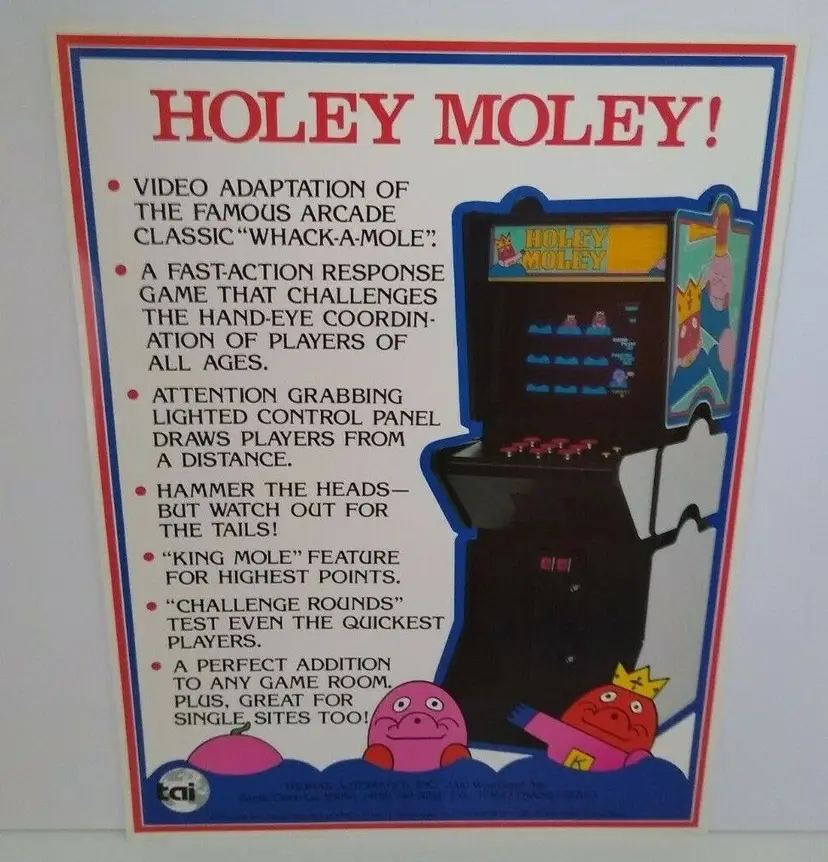 HOLEY MOLEY!
• VIDEO ADAPTATION OF
THE FAMOUS ARCADE
CLASSIC "WHACK-A-MOLE".
• A FAST-ACTION RESPONSE
GAME THAT CHALLENGES
THE HAND-EYE COORDIN-
ATION OF PLAYERS OF
ALL AGES.
• ATTENTION GRABBING
LIGHTED CONTROL PANEL
DRAWS PLAYERS FROM
A DISTANCE.
• HAMMER THE HEADS—
BUT WATCH OUT FOR
THE TAILS!
• "KING MOLE" FEATURE
FOR HIGHEST POINTS.
• "CHALLENGE ROUNDS"
TEST EVEN THE QUICKEST
PLAYERS.
• A PERFECT ADDITION
TO ANY GAME ROOM.
PLUS, GREAT FOR
SINGLE SITES TOO!
HOLEY
MOLEY
K
tai